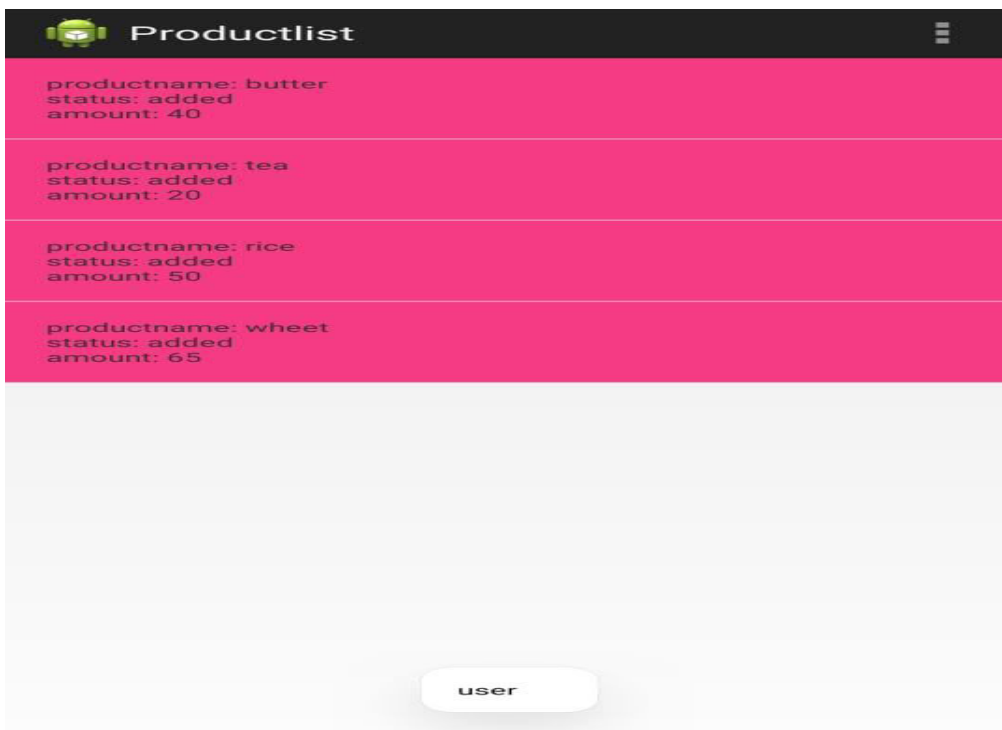 Productlist
productname: butter
status: added
amount: 40
productname: tea
status: added
amount: 20
productname: rice
status: added
amount: 50
productname: wheet
status: added
amount: 65
user